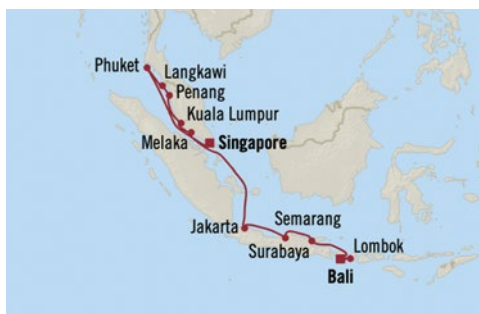 Phuket
Langkawi
Penang
Kuala Lumpur
Melaka
Singapore
Jakarta
Semarang
Surabaya
Lombok
Bali